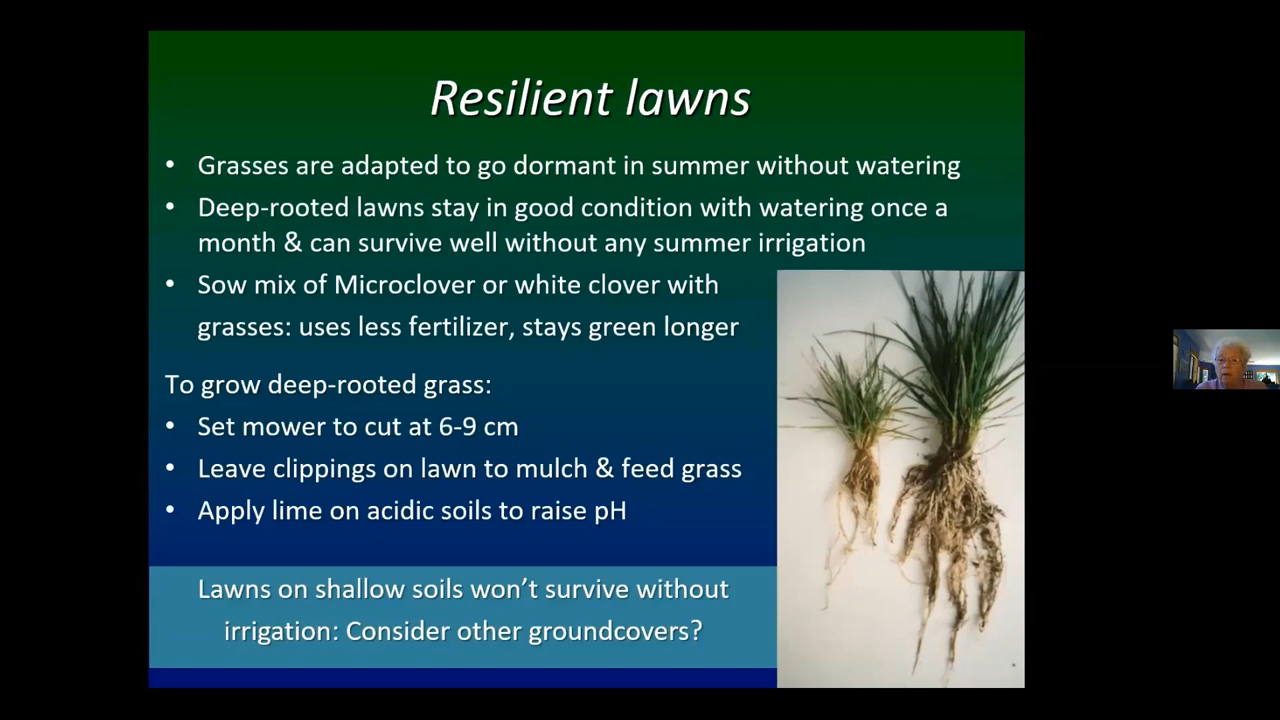 Resilient lawns
• Grasses are adapted to go dormant in summer without watering
• Deep-rooted lawns stay in good condition with watering once a
month & can survive well without any summer irrigation
• Sow mix of Microclover or white clover with
grasses: uses less fertilizer, stays green longer
To grow deep-rooted grass:
• Set mower to cut at 6-9 cm
• Leave clippings on lawn to mulch & feed grass
• Apply lime on acidic soils to raise pH
Lawns on shallow soils won’t survive without
irrigation: Consider other groundcovers?